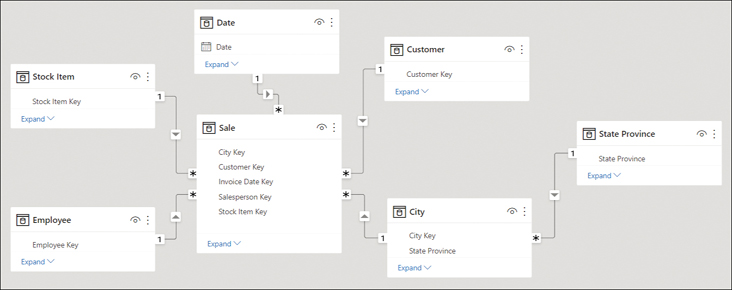 Date
Date
Expand
1
*
Stock Item
Stock Item Key
Expand
1
*
Customer
Customer Key
Expand
1
*
Sale
City Key
Customer Key
Invoice Date Key
Salesperson Key
Stock Item Key
Expand
State Province
State Province
Expand
1
*
Employee
Employee Key
Expand
1
*
City
City Key
State Province
Expand
1
*